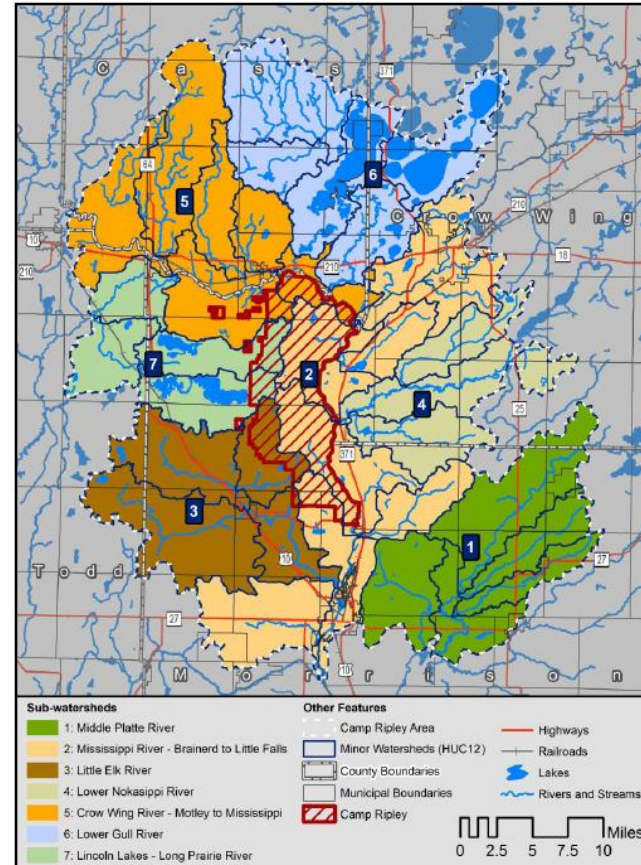 C a s s
371
6
210
64
5
C r o w W i n g
10
210
210
18
7
2
4
25
371
3
1
10
27
T o d d
27
10
M o r r i s o n
Sub-watersheds
1: Middle Platte River
2: Mississippi River - Brainerd to Little Falls
3: Little Elk River
4: Lower Nokasippi River
5: Crow Wing River - Motley to Mississippi
6: Lower Gull River
7: Lincoln Lakes - Long Prairie River
Other Features
Camp Ripley Area
Minor Watersheds (HUC12)
County Boundaries
Municipal Boundaries
Camp Ripley
Highways
Railroads
Lakes
Rivers and Streams
Miles
0 2.5 5 7.5 10